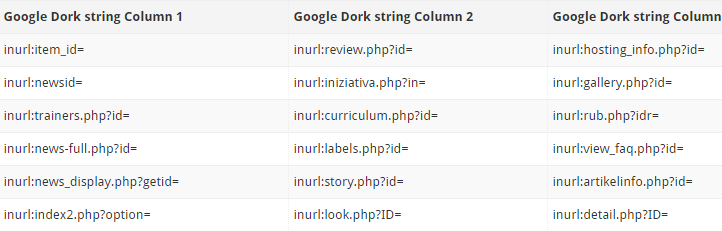 Google Dork string Column 1 Google Dork string Column 2 Google Dork string Column
inurl:item_id= inurl:review.php?id= inurl:hosting_info.php?id=
inurl:newsid= inurl:iniziativa.php?in= inurl:gallery.php?id=
inurl:trainers.php?id= inurl:curriculum.php?id= inurl:rub.php?idr=
inurl:news-full.php?id= inurl:labels.php?id= inurl:view_faq.php?id=
inurl:news_display.php?getid= inurl:story.php?id= inurl:artikelinfo.php?id=
inurl:index2.php?option= inurl:look.php?ID= inurl:detail.php?ID=